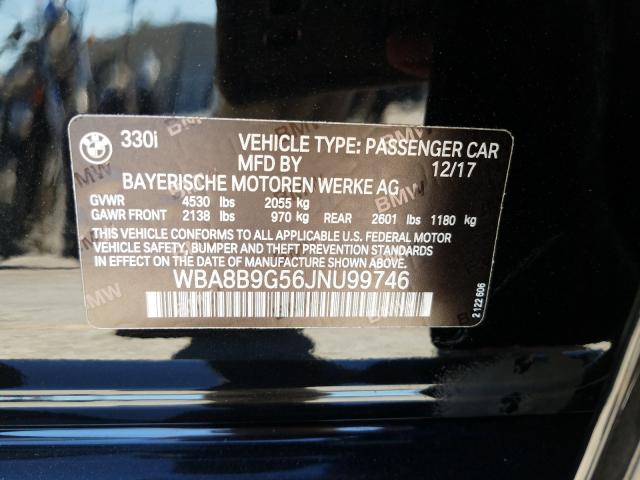 330i VEHICLE TYPE: PASSENGER CAR
MFD BY 12/17
BAYERISCHE MOTOREN WERKE AG
GVWR 4530 lbs 2055 kg
GAWR FRONT 2138 lbs 970 kg REAR 2601 lbs 1180 kg
THIS VEHICLE CONFORMS TO ALL APPLICABLE U.S. FEDERAL MOTOR
VEHICLE SAFETY, BUMPER AND THEFT PREVENTION STANDARDS
IN EFFECT ON THE DATE OF MANUFACTURE SHOWN ABOVE.
WBA8B9G56JNU99746
2 122 606